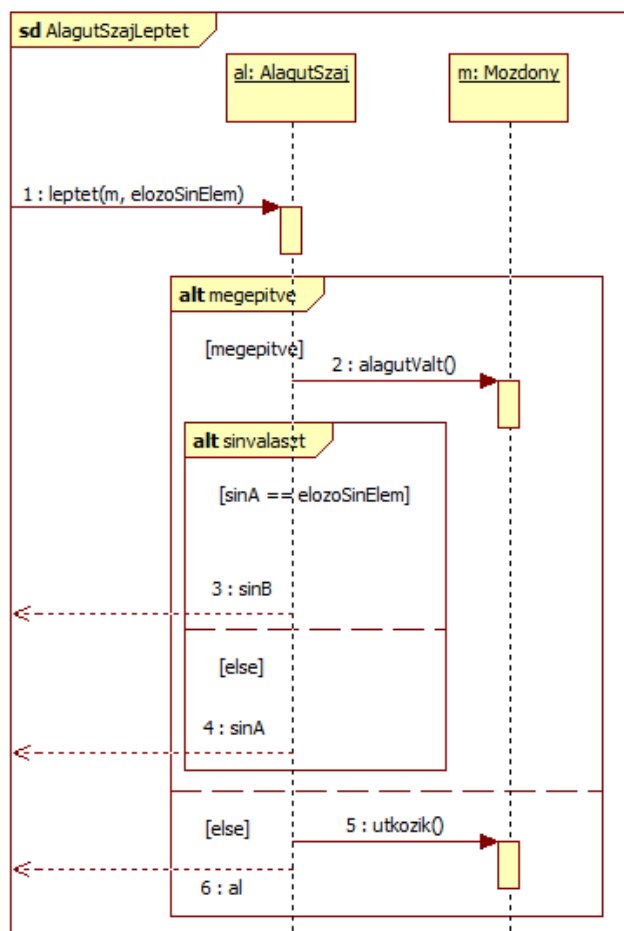 sd AlagutSzajLeptet
al: AlagutSzaj
m: Mozdony
1 : leptet(m, elozoSinElem)
alt megepitve
[megepitve]
2 : alagutValt()
alt sinvalaszt
[sinA == elozoSinElem]
3 : sinB
[else]
4 : sinA
[else]
5 : utkozik()
6 : al